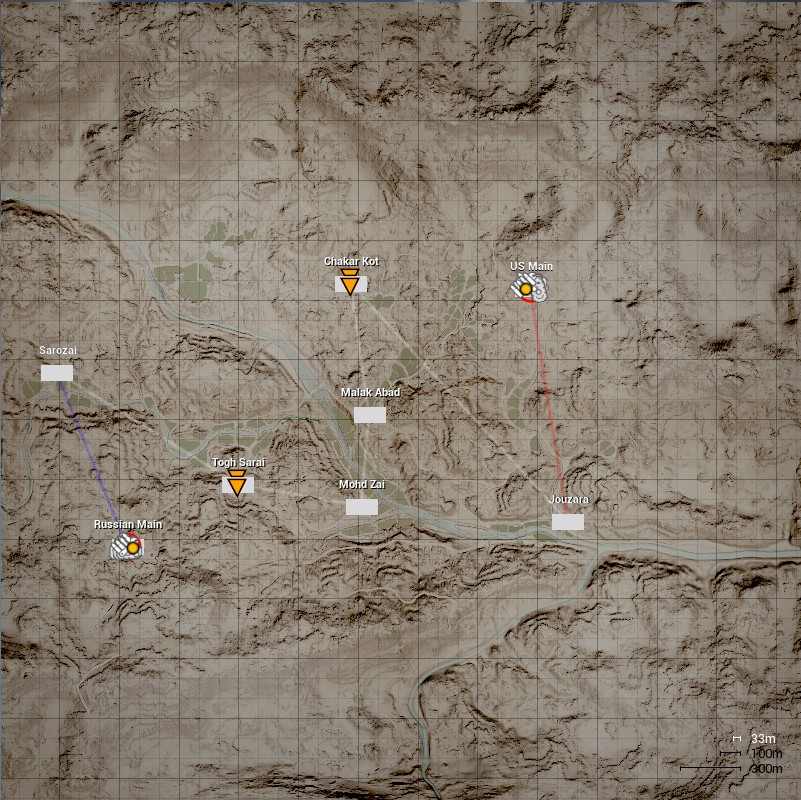 Chakar Kot
US Main
Sarozai
Malak Abad
Togh Sarai
Mohd Zai
Jouzara
Russian Main
33m
100m
300m